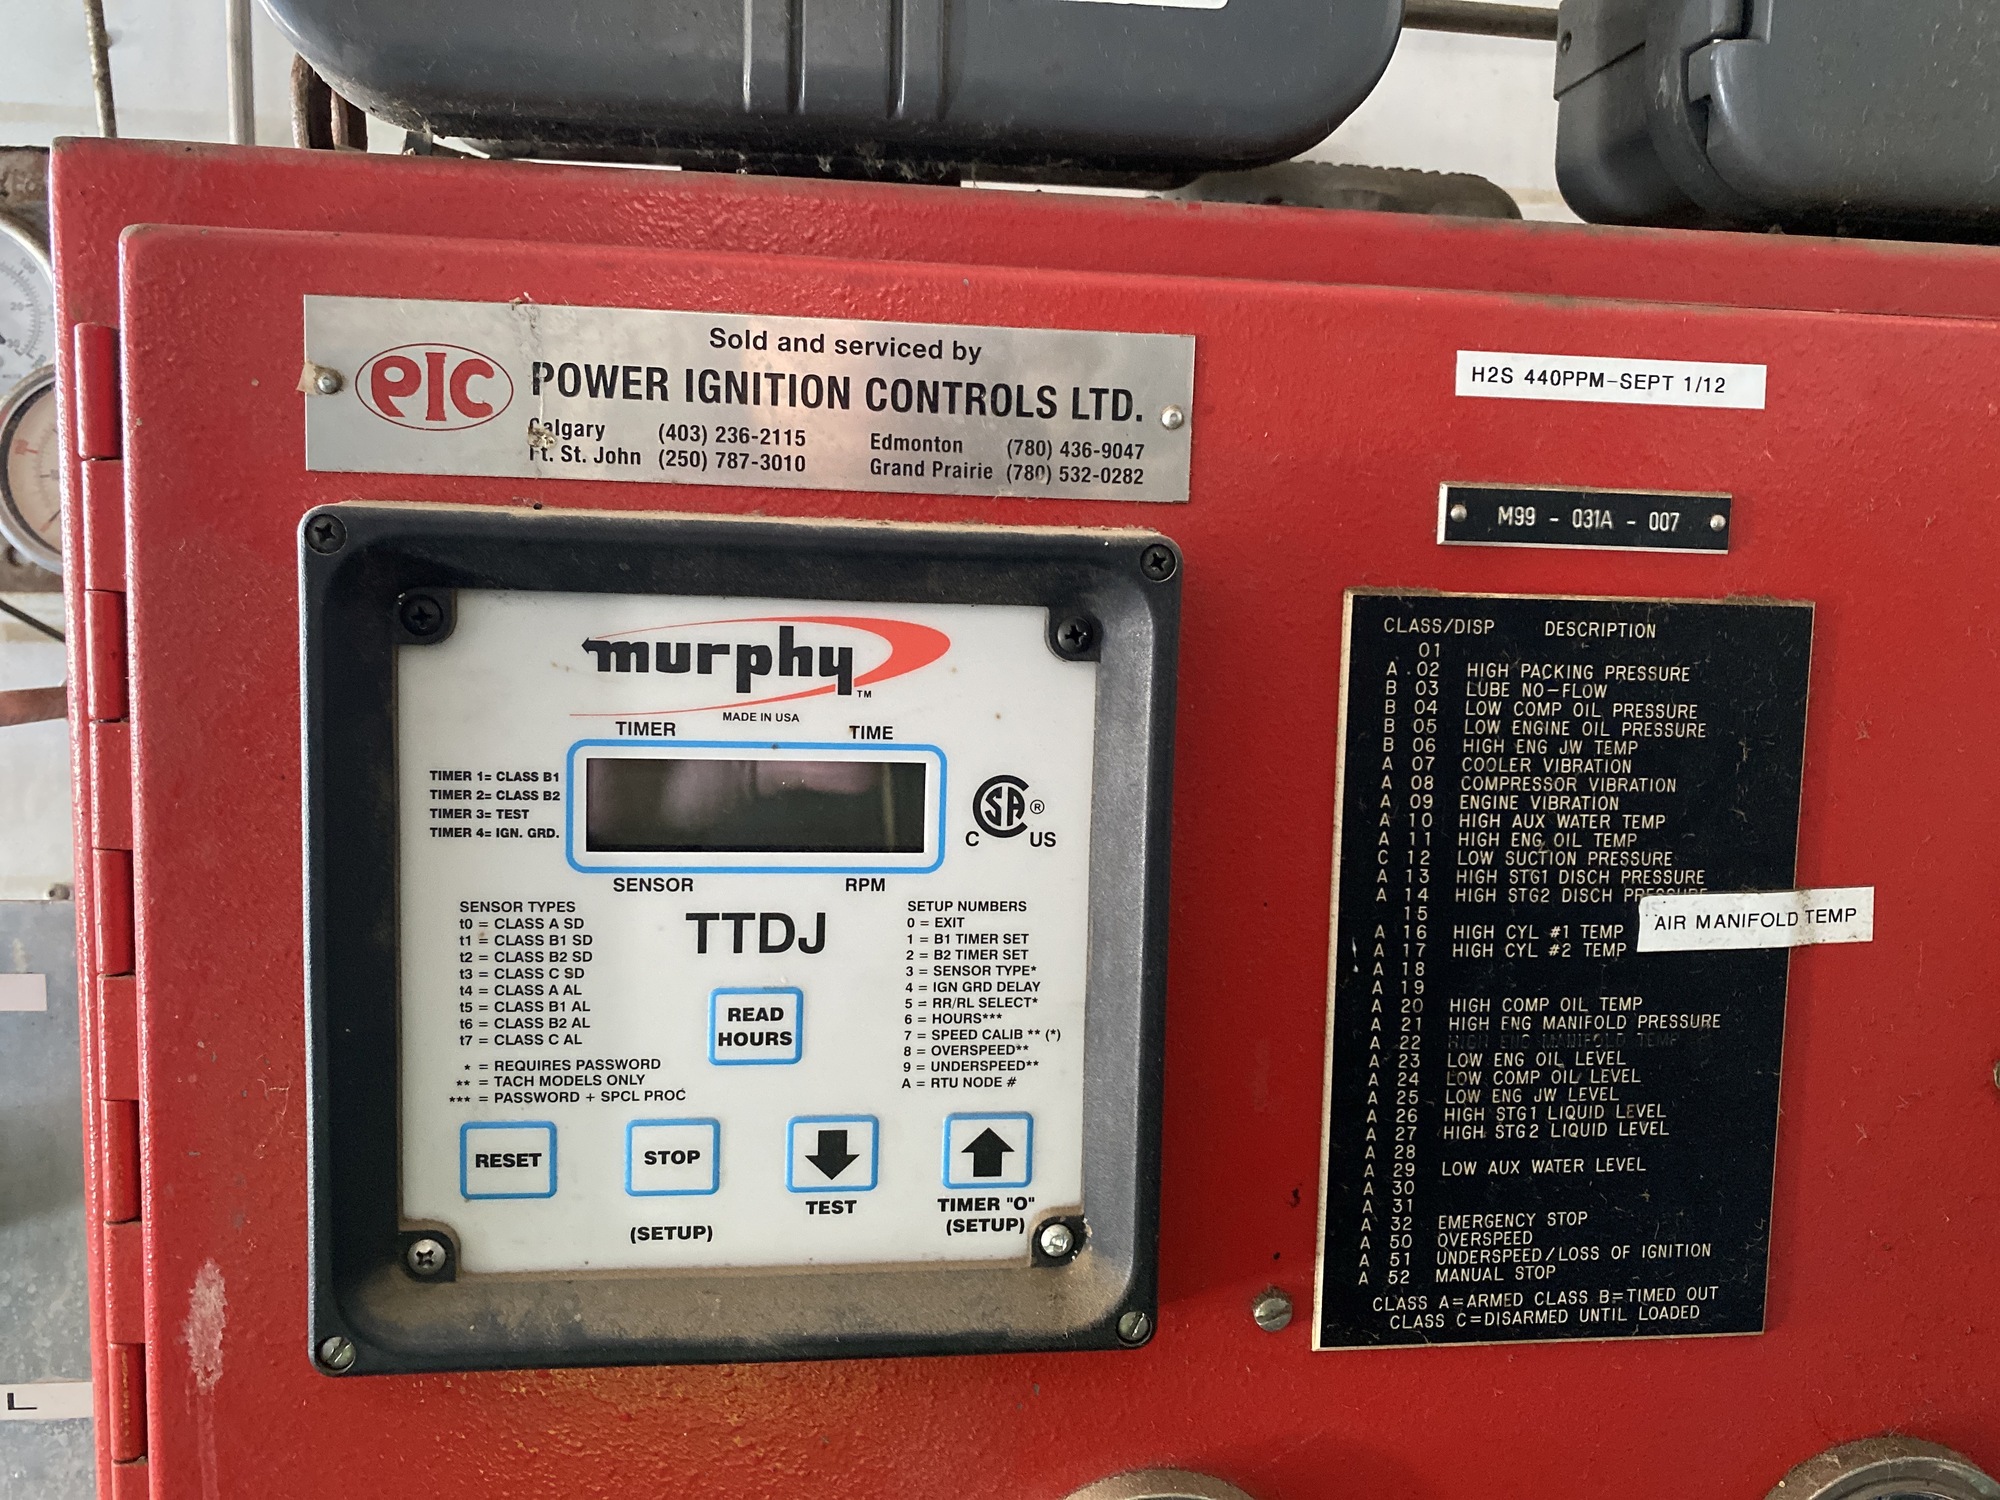 Sold and serviced by
PIC
POWER IGNITION CONTROLS LTD.
Calgary (403) 236-2115 Edmonton (780) 436-9047
Ft. St. John (250) 787-3010 Grand Prairie (780) 532-0282
H2S 440PPM-SEPT 1/12
M99 - 031A - 007
murphy™
MADE IN USA
TIMER TIME
TIMER 1= CLASS B1
TIMER 2= CLASS B2
TIMER 3= TEST
TIMER 4= IGN. GRD.
CSA ®
C US
SENSOR RPM
TTDJ
SENSOR TYPES
t0 = CLASS A SD
t1 = CLASS B1 SD
t2 = CLASS B2 SD
t3 = CLASS C SD
t4 = CLASS A AL
t5 = CLASS B1 AL
t6 = CLASS B2 AL
t7 = CLASS C AL
* = REQUIRES PASSWORD
** = TACH MODELS ONLY
*** = PASSWORD + SPCL PROC
SETUP NUMBERS
0 = EXIT
1 = B1 TIMER SET
2 = B2 TIMER SET
3 = SENSOR TYPE*
4 = IGN GRD DELAY
5 = RR/RL SELECT*
6 = HOURS***
7 = SPEED CALIB ** (*)
8 = OVERSPEED**
9 = UNDERSPEED**
A = RTU NODE #
READ
HOURS
RESET
STOP
(SETUP)
TEST
TIMER "O"
(SETUP)
CLASS/DISP DESCRIPTION
01
A 02 HIGH PACKING PRESSURE
B 03 LUBE NO-FLOW
B 04 LOW COMP OIL PRESSURE
B 05 LOW ENGINE OIL PRESSURE
B 06 HIGH ENG JW TEMP
A 07 COOLER VIBRATION
A 08 COMPRESSOR VIBRATION
A 09 ENGINE VIBRATION
A 10 HIGH AUX WATER TEMP
A 11 HIGH ENG OIL TEMP
C 12 LOW SUCTION PRESSURE
A 13 HIGH STG1 DISCH PRESSURE
A 14 HIGH STG2 DISCH PRESSURE
15
AIR MANIFOLD TEMP
A 16 HIGH CYL #1 TEMP
A 17 HIGH CYL #2 TEMP
A 18
A 19
A 20 HIGH COMP OIL TEMP
A 21 HIGH ENG MANIFOLD PRESSURE
A 22 HIGH ENG MANIFOLD TEMP
A 23 LOW ENG OIL LEVEL
A 24 LOW COMP OIL LEVEL
A 25 LOW ENG JW LEVEL
A 26 HIGH STG1 LIQUID LEVEL
A 27 HIGH STG2 LIQUID LEVEL
A 28
A 29 LOW AUX WATER LEVEL
A 30
A 31
A 32 EMERGENCY STOP
A 50 OVERSPEED
A 51 UNDERSPEED/LOSS OF IGNITION
A 52 MANUAL STOP
CLASS A=ARMED CLASS B=TIMED OUT
CLASS C=DISARMED UNTIL LOADED
L